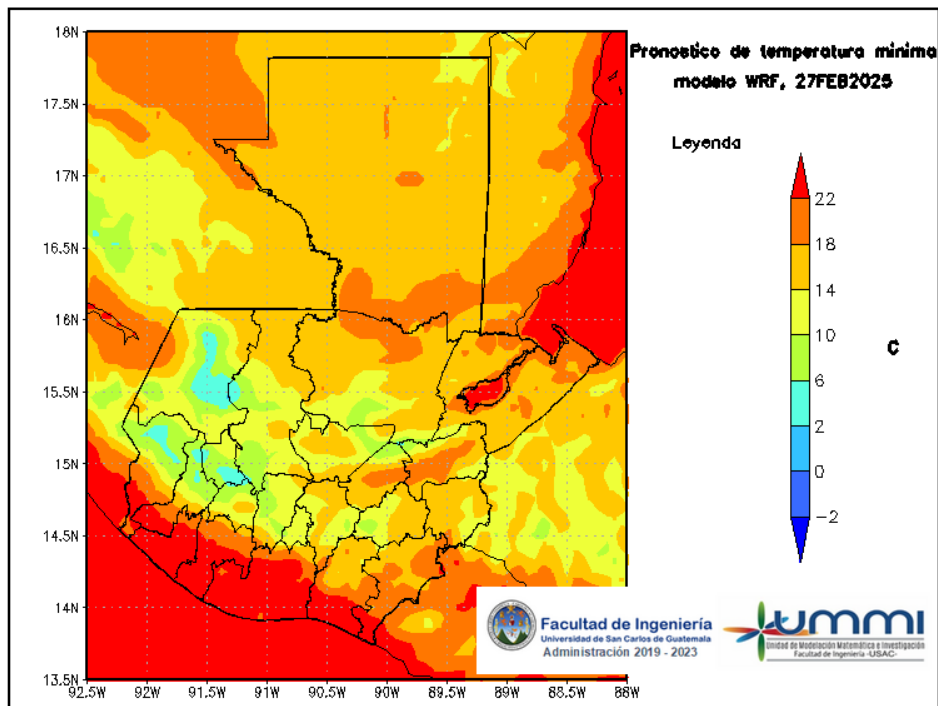 Pronostico de temperatura minima
modelo WRF, 27FEB2025
Leyenda
22
18
14
10
6
2
0
−2
C
18N
17.5N
17N
16.5N
16N
15.5N
15N
14.5N
14N
13.5N
92.5W 92W 91.5W 91W 90.5W 90W 89.5W 89W 88.5W 88W
Facultad de Ingeniería
Universidad de San Carlos de Guatemala
Administración 2019 - 2023
UMMI
Unidad de Modelación Matemática e Investigación
Facultad de Ingeniería -USAC-